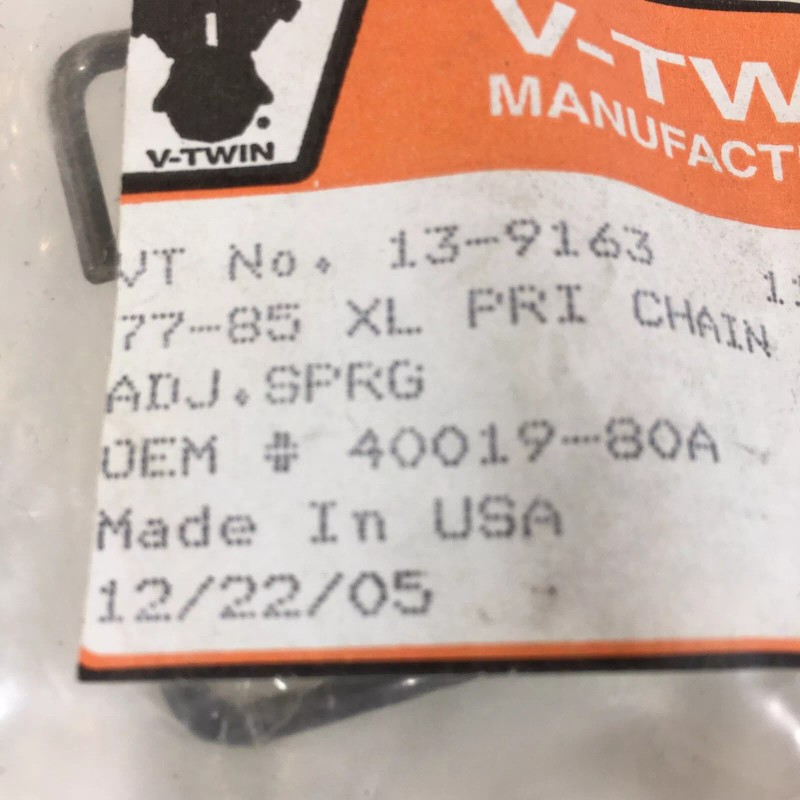 V-TWIN
V-TW
MANUFACT
VT No. 13-9163
11
77-85 XL PRI CHAIN
ADJ.SPRG
OEM # 40019-80A
Made In USA
12/22/05